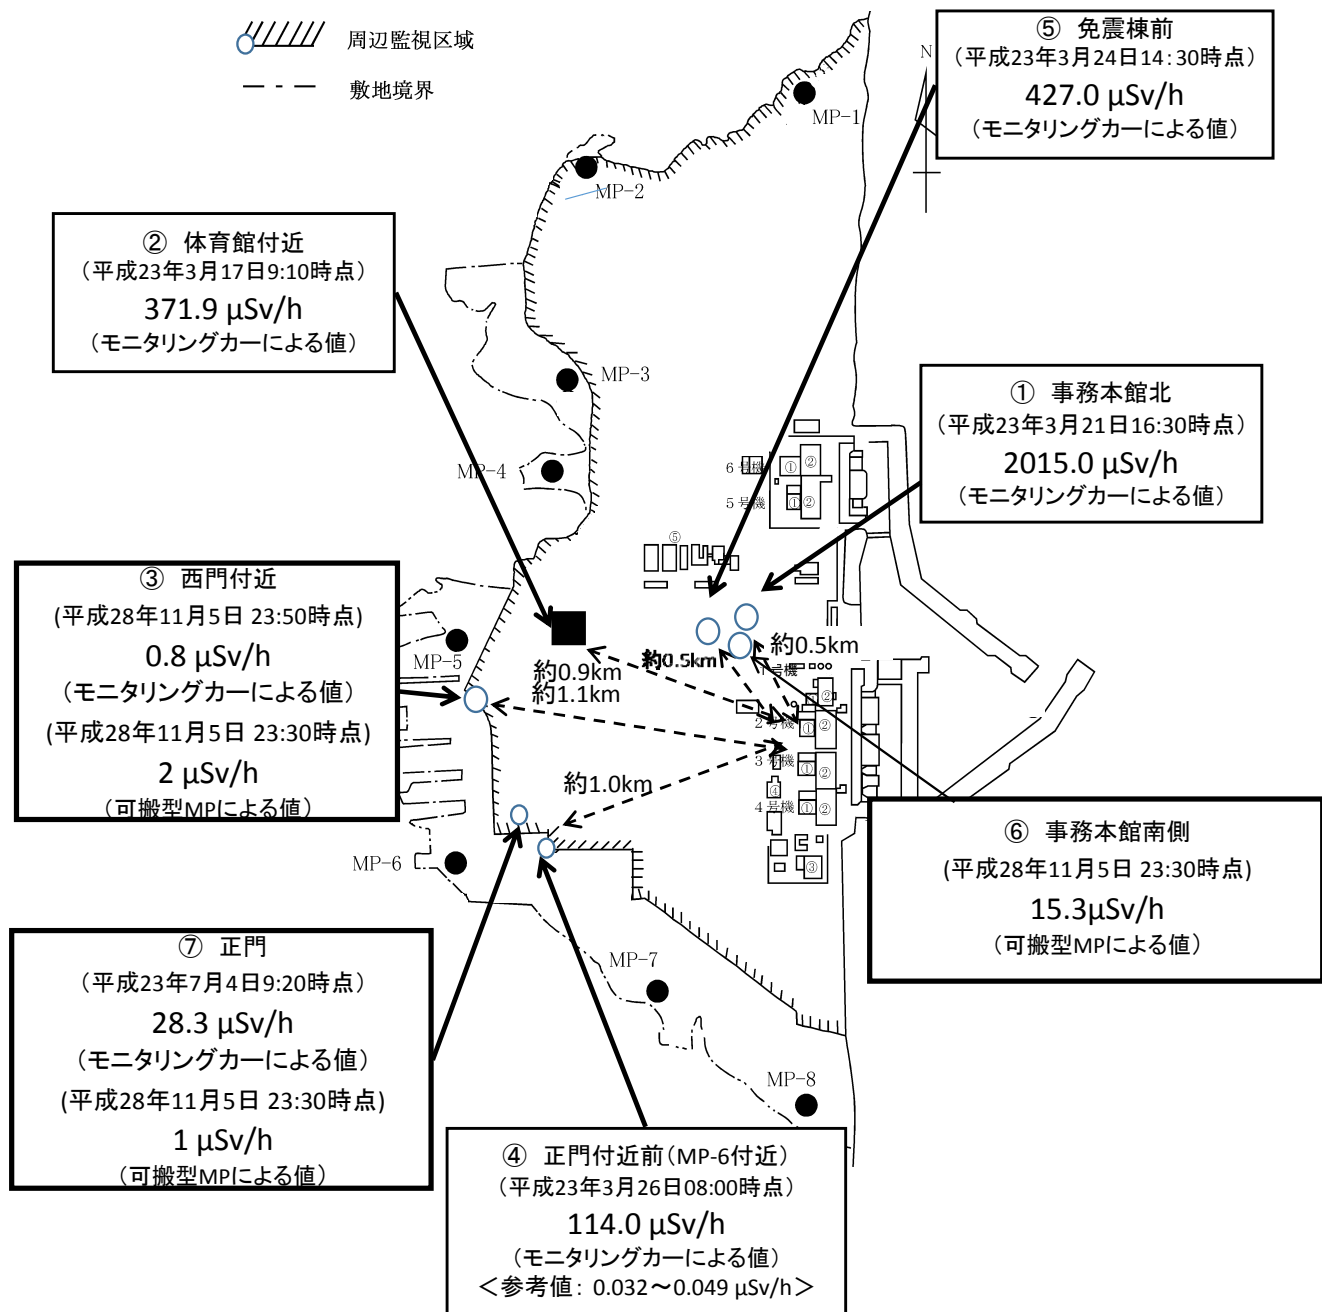 周辺監視区域
敷地境界
N
⑤ 免震棟前
(平成23年3月24日14:30時点)
427.0 μSv/h
(モニタリングカーによる値)
MP-1
MP-2
② 体育館付近
(平成23年3月17日9:10時点)
371.9 μSv/h
(モニタリングカーによる値)
MP-3
MP-4
① 事務本館北
(平成23年3月21日16:30時点)
2015.0 μSv/h
(モニタリングカーによる値)
6号機
①
②
5号機
①
②
⑤
③ 西門付近
(平成28年11月5日 23:50時点)
0.8 μSv/h
(モニタリングカーによる値)
(平成28年11月5日 23:30時点)
2 μSv/h
(可搬型MPによる値)
MP-5
約0.9km
約1.1km
約0.5km
約0.5km
1号機
②
2号機
①
②
3号機
①
②
④
4号機
①
②
③
約1.0km
MP-6
⑥ 事務本館南側
(平成28年11月5日 23:30時点)
15.3μSv/h
(可搬型MPによる値)
⑦ 正門
(平成23年7月4日9:20時点)
28.3 μSv/h
(モニタリングカーによる値)
(平成28年11月5日 23:30時点)
1 μSv/h
(可搬型MPによる値)
MP-7
MP-8
④ 正門付近前(MP-6付近)
(平成23年3月26日08:00時点)
114.0 μSv/h
(モニタリングカーによる値)
<参考値: 0.032～0.049 μSv/h>